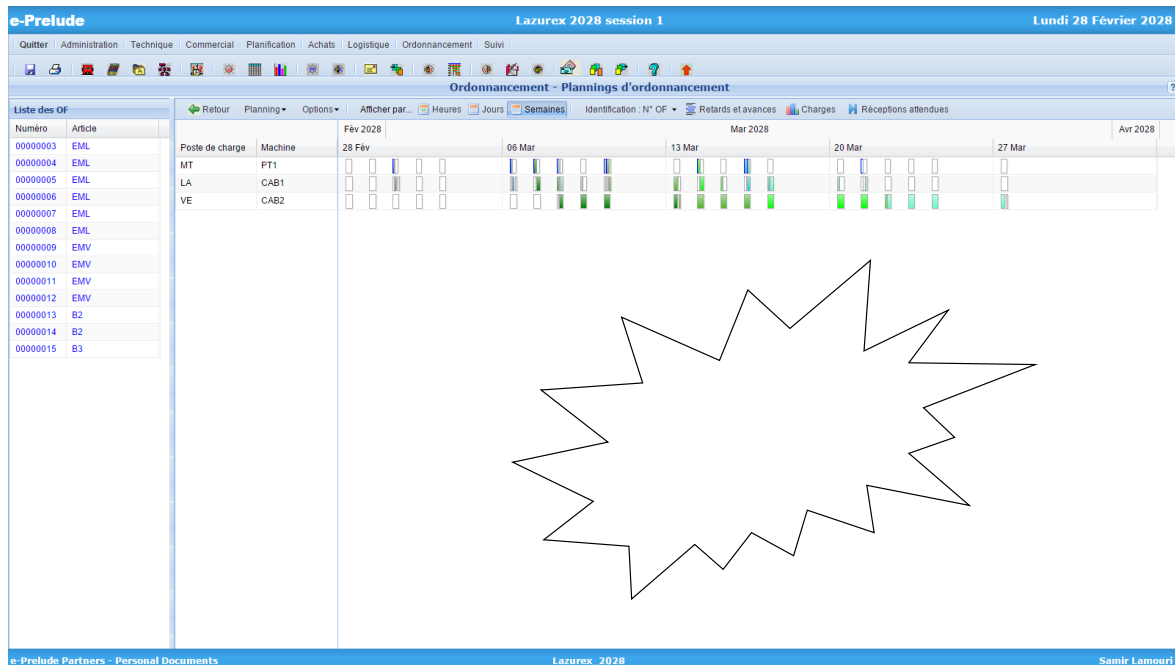 e-Prelude Lazurex 2028 session 1 Lundi 28 Février 2028
Quitter Administration Technique Commercial Planification Achats Logistique Ordonnancement Suivi
Ordonnancement - Plannings d'ordonnancement
Liste des OF
Retour Planning Options Afficher par... Heures Jours Semaines Identification : N° OF Retards et avances Charges Réceptions attendues
Numéro Article
Fèv 2028 Mar 2028 Avr 2028
Poste de charge Machine 28 Fèv 06 Mar 13 Mar 20 Mar 27 Mar
00000003 EML
00000004 EML
00000005 EML
00000006 EML
00000007 EML
00000008 EML
00000009 EMV
00000010 EMV
00000011 EMV
00000012 EMV
00000013 B2
00000014 B2
00000015 B3
MT PT1
LA CAB1
VE CAB2
e-Prelude Partners - Personal Documents Lazurex_2028 Samir Lamouri